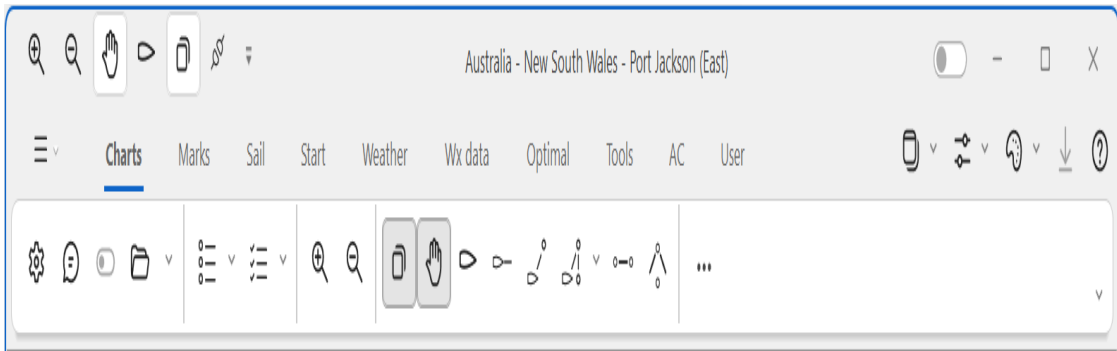 Australia - New South Wales - Port Jackson (East)
Charts Marks Sail Start Weather Wx data Optimal Tools AC User